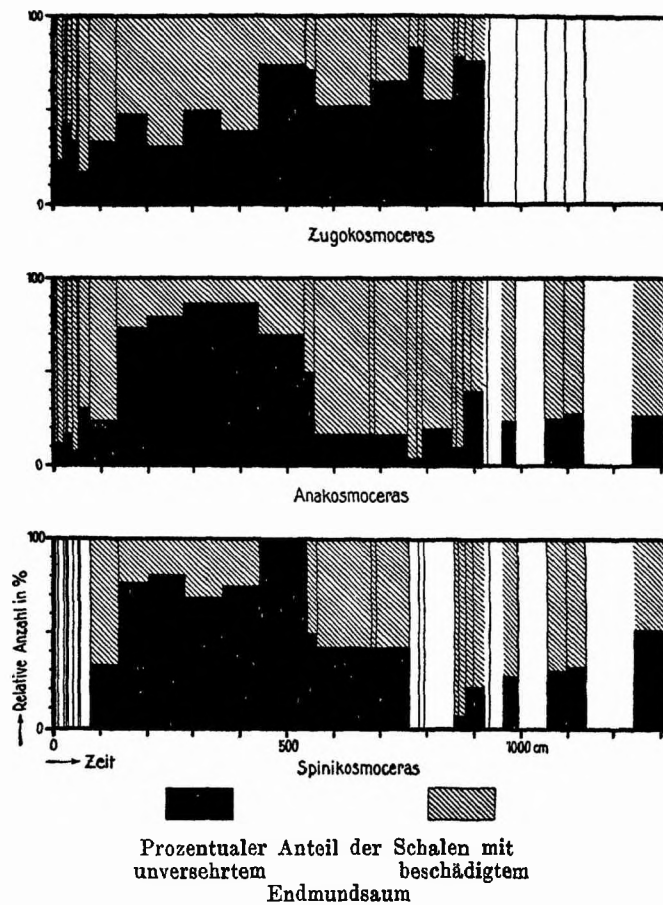 100
0
Zugokosmoceras
100
0
Anakosmoceras
100
0
→ Relative Anzahl in %
0 500 1000 cm
→ Zeit
Spinikosmoceras
Prozentualer Anteil der Schalen mit
unversehrtem beschädigtem
Endmundsaum